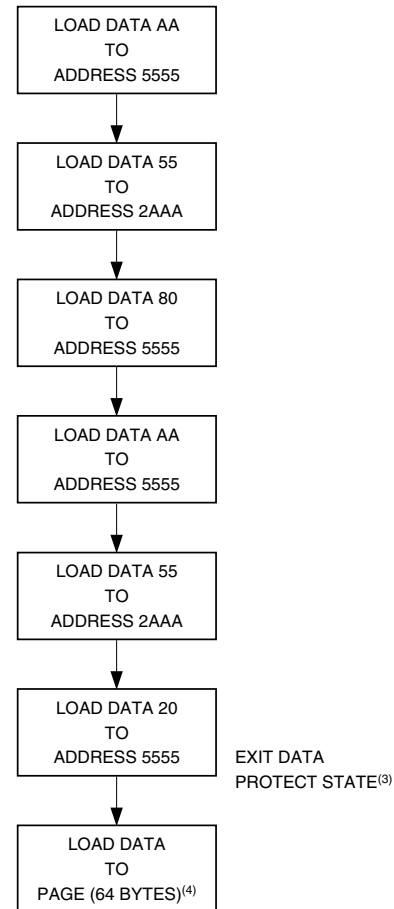 LOAD DATA AA
TO
ADDRESS 5555
LOAD DATA 55
TO
ADDRESS 2AAA
LOAD DATA 80
TO
ADDRESS 5555
LOAD DATA AA
TO
ADDRESS 5555
LOAD DATA 55
TO
ADDRESS 2AAA
LOAD DATA 20
TO
ADDRESS 5555
EXIT DATA
PROTECT STATE(3)
LOAD DATA
TO
PAGE (64 BYTES)(4)